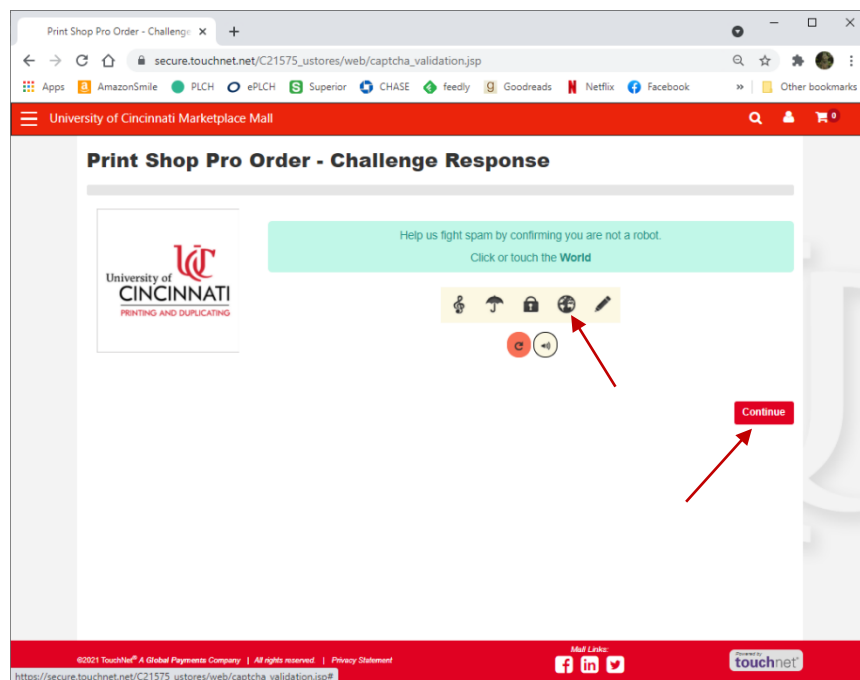 Print Shop Pro Order - Challenge
secure.touchnet.net/C21575_ustores/web/captcha_validation.jsp
Apps AmazonSmile PLCH ePLCH Superior CHASE feedly Goodreads Netflix Facebook » Other bookmarks
University of Cincinnati Marketplace Mall 0
Print Shop Pro Order - Challenge Response
Help us fight spam by confirming you are not a robot.
Click or touch the World
University of
CINCINNATI
PRINTING AND DUPLICATING
Continue
Mall Links:
©2021 TouchNet® A Global Payments Company | All rights reserved. | Privacy Statement
Powered by
touchnet®
https://secure.touchnet.net/C21575_ustores/web/captcha_validation.jsp#